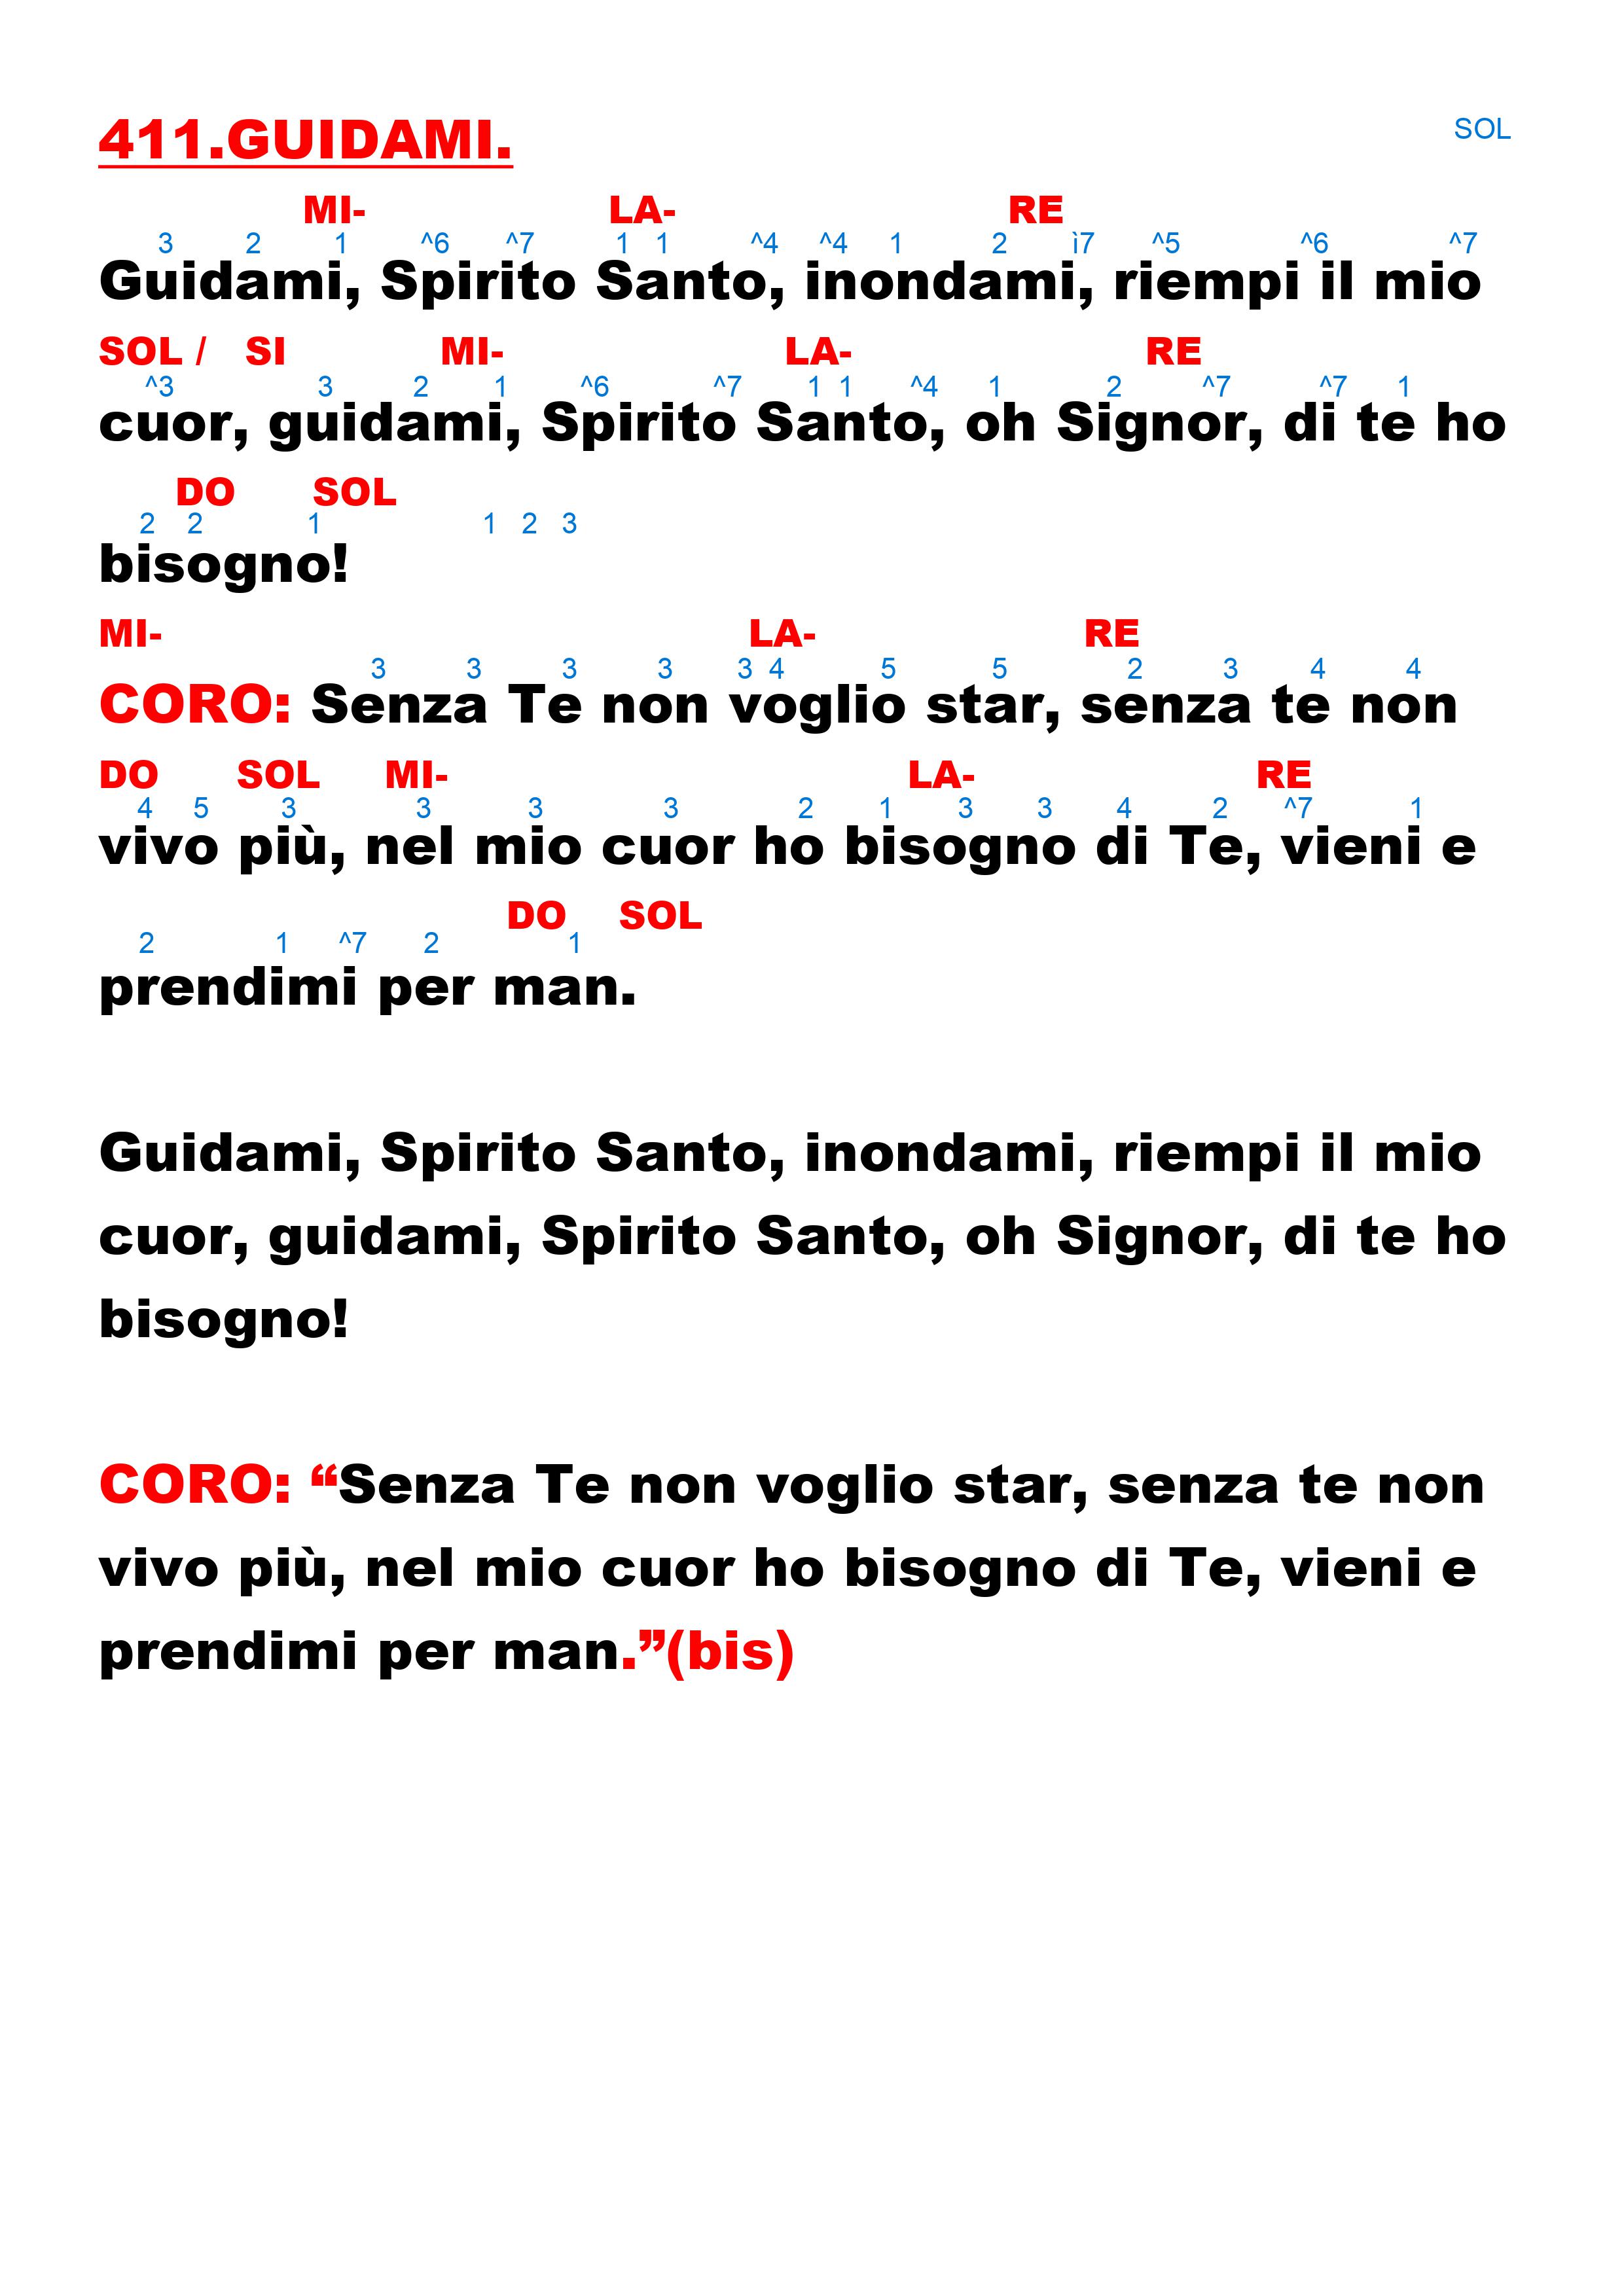 411.GUIDAMI. SOL
MI- LA- RE
3 2 1 ^6 ^7 1 1 ^4 ^4 1 2 ì7 ^5 ^6 ^7
Guidami, Spirito Santo, inondami, riempi il mio
SOL / SI MI- LA- RE
^3 3 2 1 ^6 ^7 1 1 ^4 1 2 ^7 ^7 1
cuor, guidami, Spirito Santo, oh Signor, di te ho
DO SOL
2 2 1 1 2 3
bisogno!
MI- LA- RE
3 3 3 3 3 4 5 5 2 3 4 4
CORO: Senza Te non voglio star, senza te non
DO SOL MI- LA- RE
4 5 3 3 3 3 2 1 3 3 4 2 ^7 1
vivo più, nel mio cuor ho bisogno di Te, vieni e
DO SOL
2 1 ^7 2 1
prendimi per man.
Guidami, Spirito Santo, inondami, riempi il mio
cuor, guidami, Spirito Santo, oh Signor, di te ho
bisogno!
CORO: “Senza Te non voglio star, senza te non
vivo più, nel mio cuor ho bisogno di Te, vieni e
prendimi per man.”(bis)